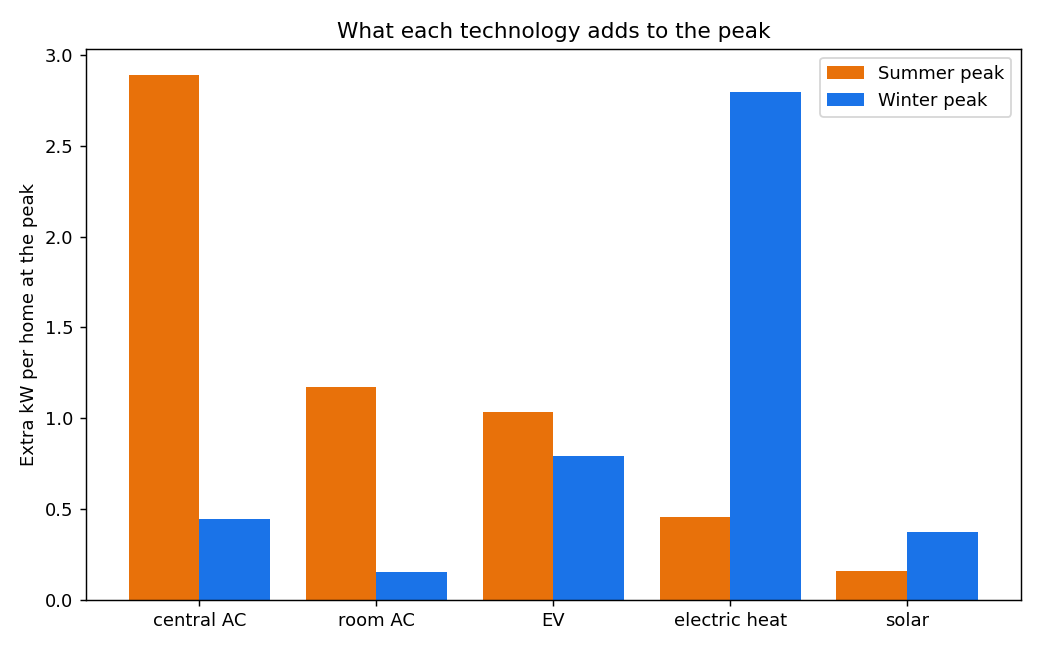 What each technology adds to the peak
Extra kW per home at the peak
3.0
2.5
2.0
1.5
1.0
0.5
0.0
Summer peak
Winter peak
central AC
room AC
EV
electric heat
solar